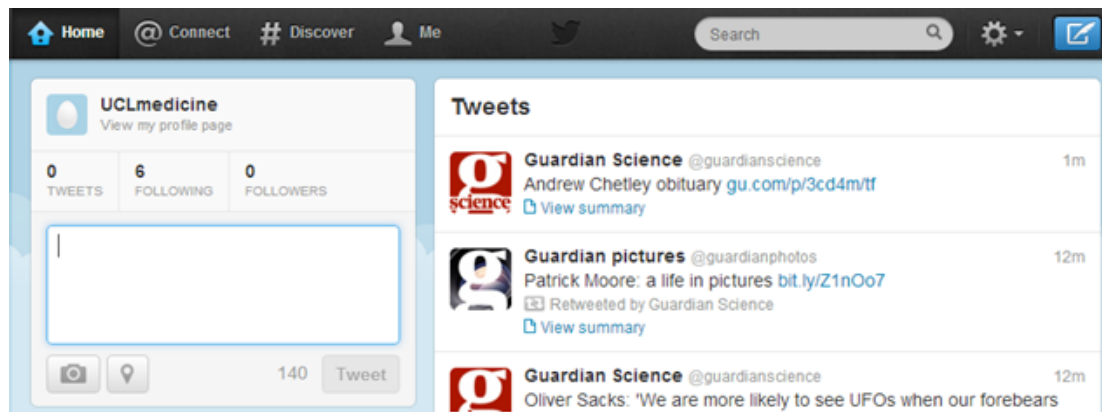 Home @ Connect # Discover Me Search
UCLmedicine
View my profile page
0 6 0
TWEETS FOLLOWING FOLLOWERS
140 Tweet
Tweets
g science
Guardian Science @guardianscience 1m
Andrew Chetley obituary gu.com/p/3cd4m/tf
View summary
g
Guardian pictures @guardianphotos 12m
Patrick Moore: a life in pictures bit.ly/Z1nOo7
Retweeted by Guardian Science
View summary
g
Guardian Science @guardianscience 12m
Oliver Sacks: 'We are more likely to see UFOs when our forebears